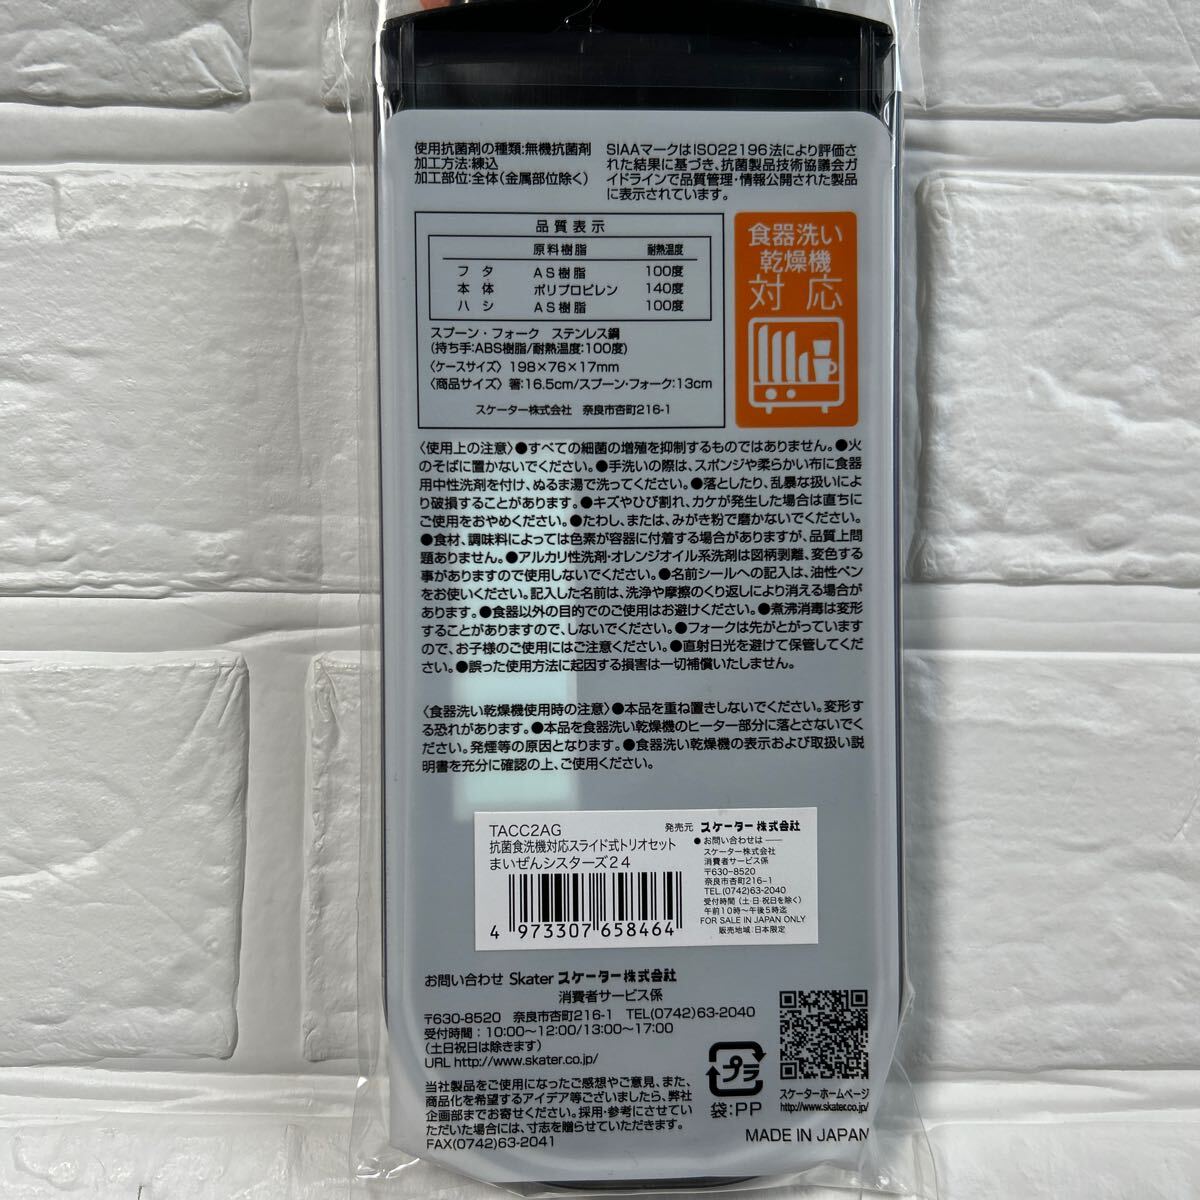 使用抗菌剤の種類:無機抗菌剤
加工方法:練込
加工部位:全体(金属部位除く)
SIAAマークはISO22196法により評価さ
れた結果に基づき、抗菌製品技術協議会ガ
イドラインで品質管理・情報公開された製品
に表示されています。
品質表示
原料樹脂 耐熱温度
フタ AS樹脂 100度
本体 ポリプロピレン 140度
ハシ AS樹脂 100度
スプーン・フォーク ステンレス鋼
(持ち手:ABS樹脂/耐熱温度:100度)
〈ケースサイズ〉198×76×17mm
〈商品サイズ〉箸:16.5cm/スプーン・フォーク:13cm
スケーター株式会社 奈良市杏町216-1
食器洗い
乾燥機
対応
〈使用上の注意〉●すべての細菌の増殖を抑制するものではありません。●火
のそばに置かないでください。●手洗いの際は、スポンジや柔らかい布に食器
用中性洗剤を付け、ぬるま湯で洗ってください。●落としたり、乱暴な扱いによ
り破損することがあります。●キズやひび割れ、カケが発生した場合は直ちに
ご使用をおやめください。●たわし、または、みがき粉で磨かないでください。
●食材、調味料によっては色素が容器に付着する場合がありますが、品質上問
題ありません。●アルカリ性洗剤・オレンジオイル系洗剤は図柄剥離、変色する
事がありますので使用しないでください。●名前シールへの記入は、油性ペン
をお使いください。記入した名前は、洗浄や摩擦のくり返しにより消える場合が
あります。●食器以外の目的でのご使用はお避けください。●煮沸消毒は変形
することがありますので、しないでください。●フォークは先がとがっています
ので、お子様のご使用にはご注意ください。●直射日光を避けて保管してくだ
さい。●誤った使用方法に起因する損害は一切補償いたしません。
〈食器洗い乾燥機使用時の注意〉●本品を重ね置きしないでください。変形す
る恐れがあります。●本品を食器洗い乾燥機のヒーター部分に落とさないでく
ださい。発煙等の原因となります。●食器洗い乾燥機の表示および取扱い説
明書を充分に確認の上、ご使用ください。
TACC2AG
抗菌食洗機対応スライド式トリオセット
まいぜんシスターズ24
4 973307 658464
発売元 スケーター株式会社
●お問い合わせは
スケーター株式会社
消費者サービス係
〒630-8520
奈良市杏町216-1
TEL.(0742)63-2040
受付時間(土・日・祝日を除く)
午前10時〜午後5時迄
FOR SALE IN JAPAN ONLY
販売地域:日本限定
お問い合わせ Skater スケーター株式会社
消費者サービス係
〒630-8520 奈良市杏町216-1 TEL(0742)63-2040
受付時間:10:00〜12:00/13:00〜17:00
(土日祝日は除きます)
URL http://www.skater.co.jp/
当社製品をご使用になったご感想やご意見、また、
商品化を希望するアイデア等ございましたら、弊社
企画部までお寄せください。採用・参考にさせてい
ただいた場合には、寸志を贈らせていただきます。
FAX(0742)63-2041
プラ
袋:PP
スケーターホームページ
http://www.skater.co.jp/
MADE IN JAPAN